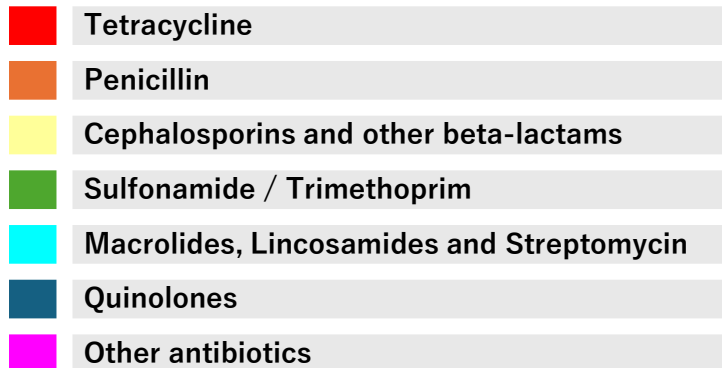 Tetracycline
Penicillin
Cephalosporins and other beta-lactams
Sulfonamide / Trimethoprim
Macrolides, Lincosamides and Streptomycin
Quinolones
Other antibiotics